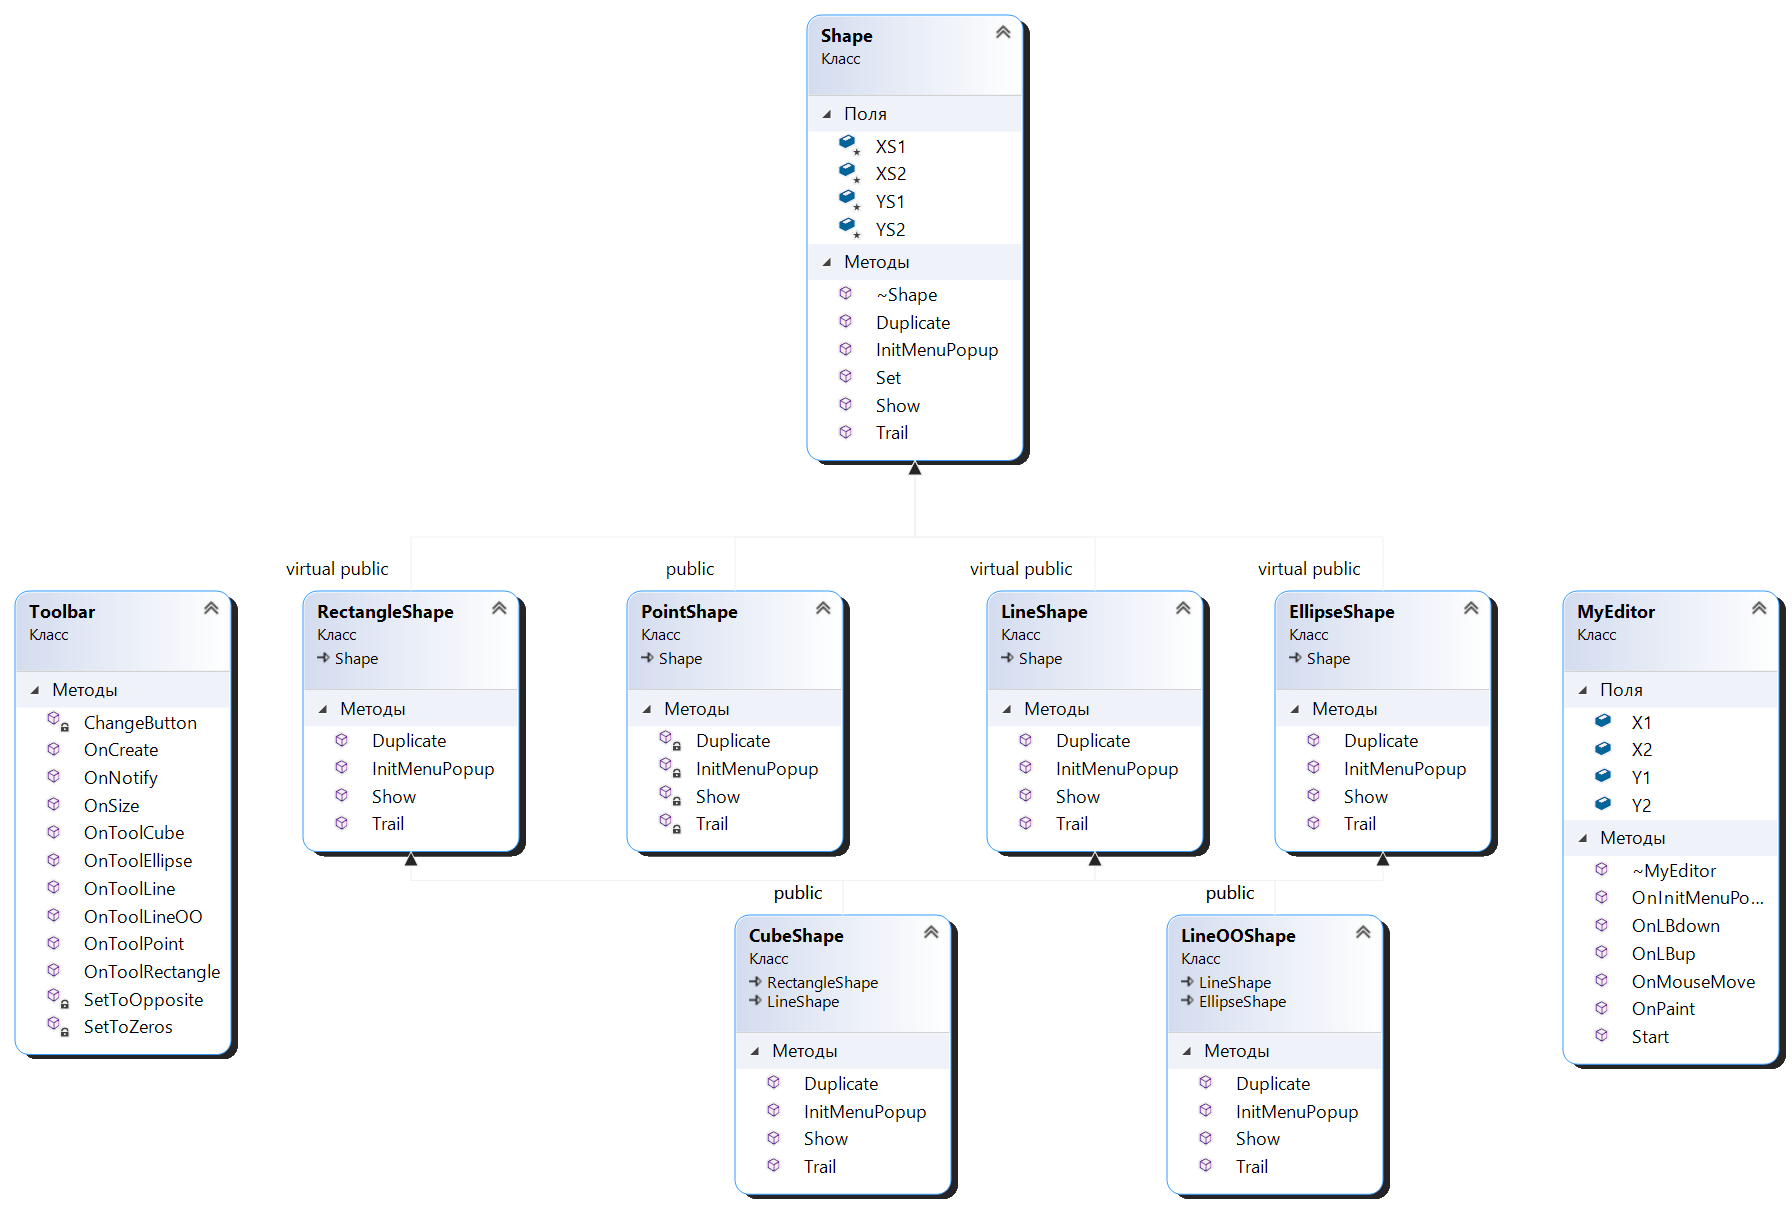 Shape
Класс
Поля
XS1
XS2
YS1
YS2
Методы
~Shape
Duplicate
InitMenuPopup
Set
Show
Trail
virtual public
public
virtual public
virtual public
Toolbar
Класс
Методы
ChangeButton
OnCreate
OnNotify
OnSize
OnToolCube
OnToolEllipse
OnToolLine
OnToolLineOO
OnToolPoint
OnToolRectangle
SetToOpposite
SetToZeros
RectangleShape
Класс
Shape
Методы
Duplicate
InitMenuPopup
Show
Trail
PointShape
Класс
Shape
Методы
Duplicate
InitMenuPopup
Show
Trail
LineShape
Класс
Shape
Методы
Duplicate
InitMenuPopup
Show
Trail
EllipseShape
Класс
Shape
Методы
Duplicate
InitMenuPopup
Show
Trail
MyEditor
Класс
Поля
X1
X2
Y1
Y2
Методы
~MyEditor
OnInitMenuPo...
OnLBdown
OnLBup
OnMouseMove
OnPaint
Start
public
public
CubeShape
Класс
RectangleShape
LineShape
Методы
Duplicate
InitMenuPopup
Show
Trail
LineOOShape
Класс
LineShape
EllipseShape
Методы
Duplicate
InitMenuPopup
Show
Trail